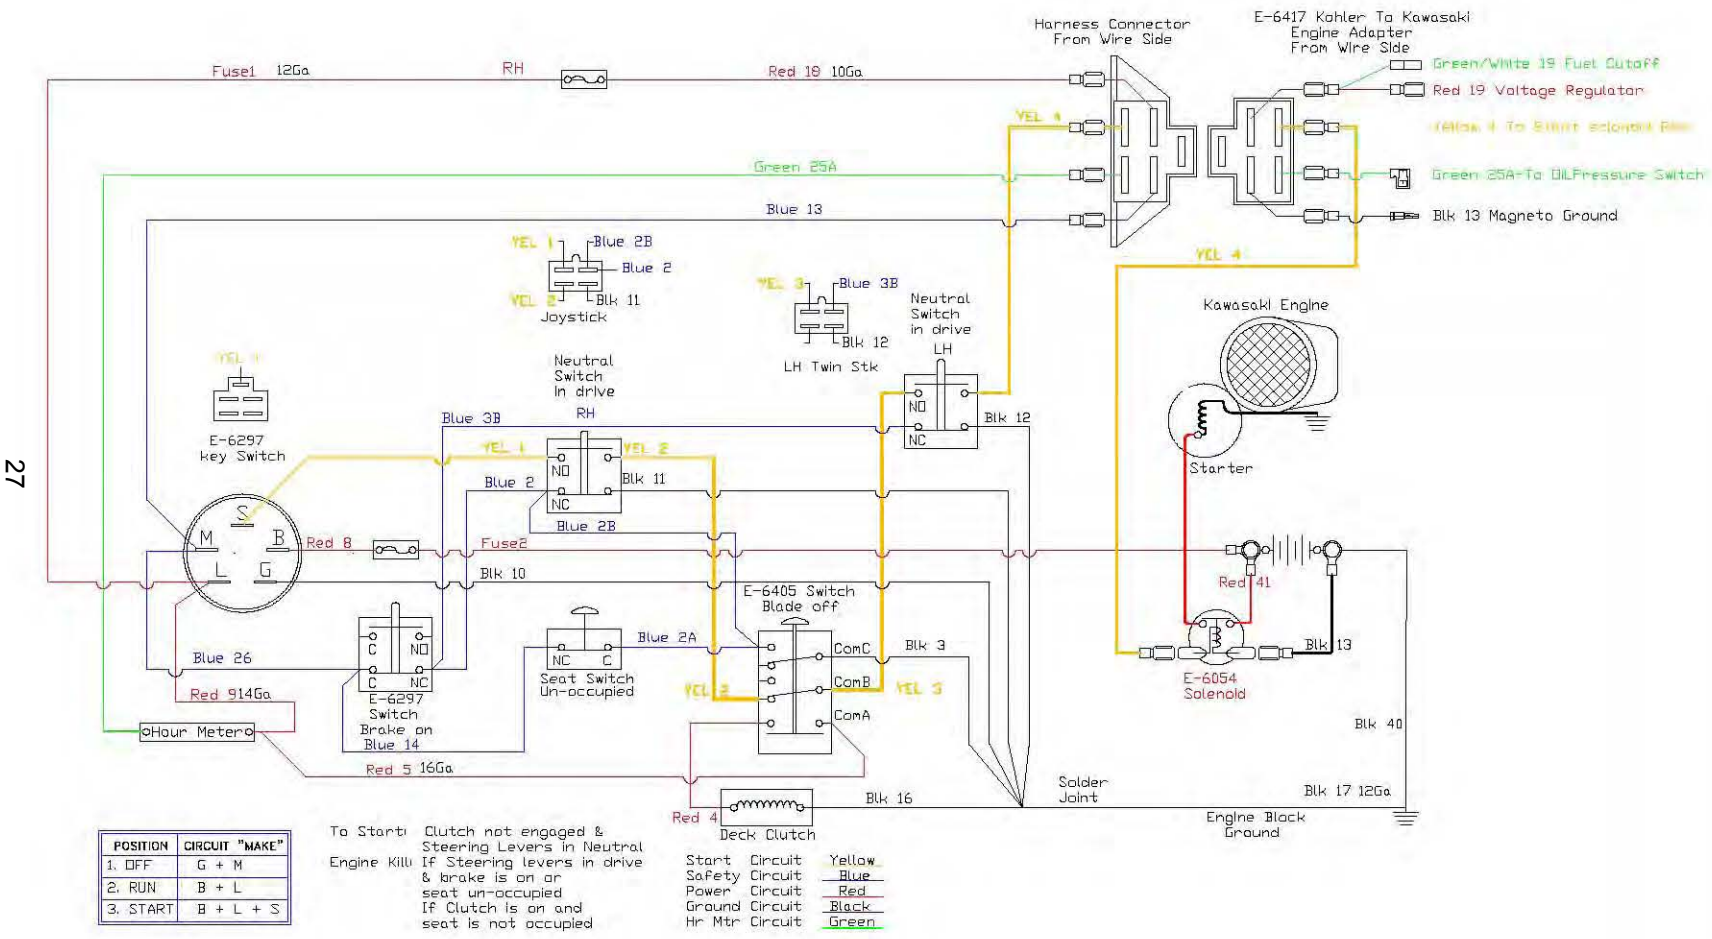 Harness Connector
From Wire Side
E-6417 Kohler To Kawasaki
Engine Adapter
From Wire Side
Fuse1 12Ga
RH
Red 18 10Ga
Green/White 19 Fuel Cutoff
Red 19 Voltage Regulator
YEL 4
Yellow 4 To Start
Green 25A
Green 25A-To OilPressure Switch
Blue 13
Blk 13 Magneto Ground
YEL 1
Blue 2B
Blue 2
YEL 2
Blk 11
Joystick
YEL 3
Blue 3B
Blk 12
LH Twin Stk
Neutral
Switch
in drive
LH
YEL 4
Kawasaki Engine
Neutral
Switch
in drive
RH
E-6297
key Switch
Blue 3B
NO
NC
Blk 12
Starter
YEL 1
NO
NC
YEL 2
Blue 2
Blk 11
Blue 2B
27
S
M
B
L
G
Red 8
Fuse2
Blk 10
Red 41
E-6405 Switch
Blade off
C
NO
C
NC
Blue 26
E-6297
Switch
Brake on
NC
C
Seat Switch
Un-occupied
Blue 2A
ComC
ComB
ComA
Blk 3
YEL 3
Blk 13
E-6054
Solenoid
Red 914Ga
Hour Meter
Blue 14
Red 5 16Ga
Blk 40
Red 4
Deck Clutch
Blk 16
Solder
Joint
Blk 17 12Ga
Engine Block
Ground
POSITION CIRCUIT "MAKE"
1. OFF G + M
2. RUN B + L
3. START B + L + S
To Start: Clutch not engaged &
Steering Levers in Neutral
Engine Kill: If Steering levers in drive
& brake is on or
seat un-occupied
If Clutch is on and
seat is not occupied
Start Circuit Yellow
Safety Circuit Blue
Power Circuit Red
Ground Circuit Black
Hr Mtr Circuit Green